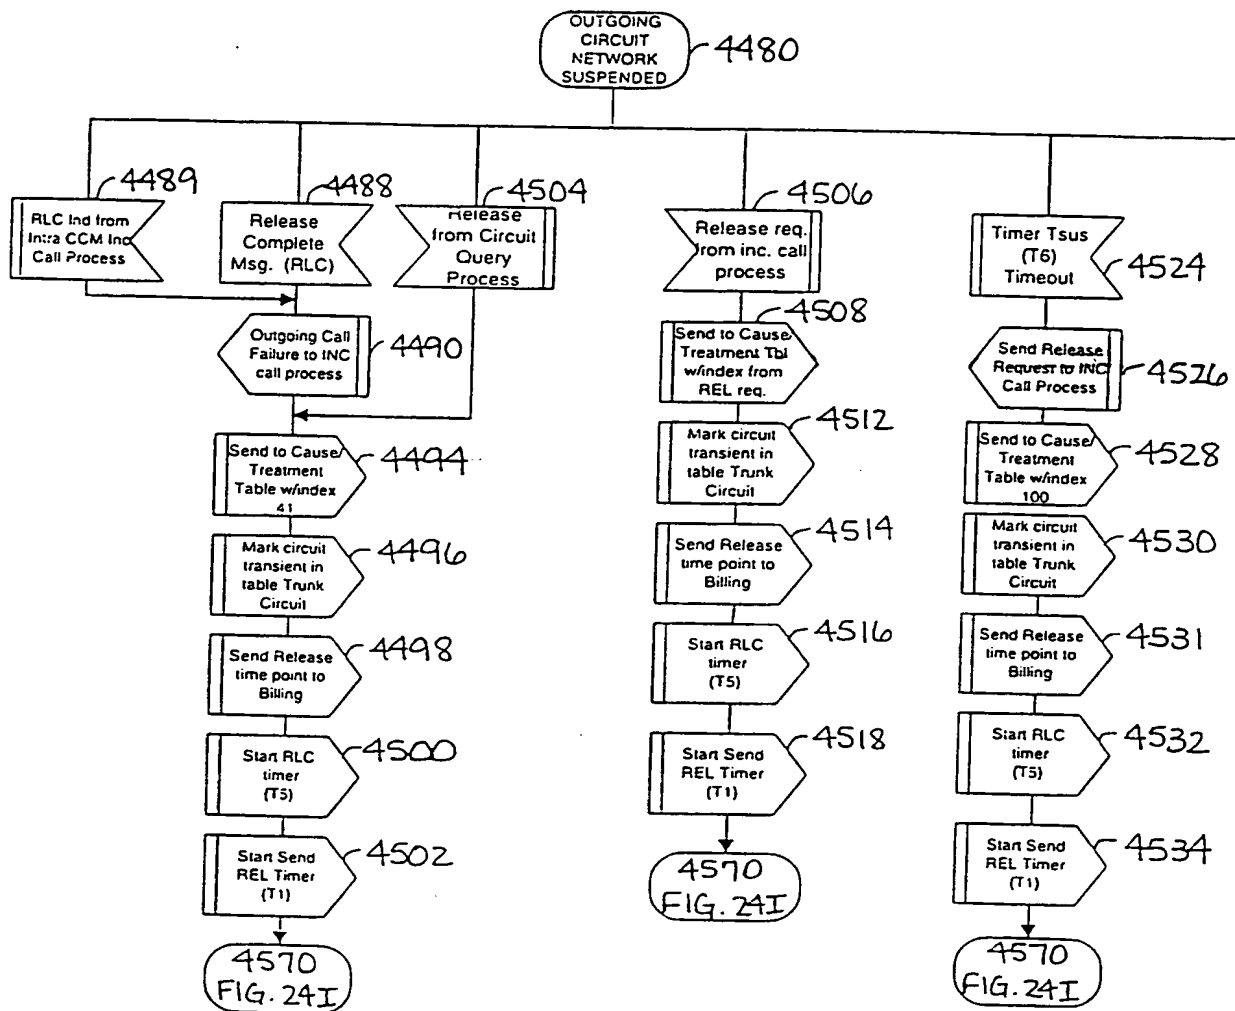 OUTGOING
CIRCUIT
NETWORK
SUSPENDED
4480
4489
RLC Ind from
Intra CCM Inc
Call Process
4488
Release
Complete
Msg. (RLC)
4504
Release
from Circuit
Query
Process
4506
Release req.
from inc. call
process
Timer Tsus
(T6)
Timeout
4524
Outgoing Call
Failure to INC
call process
4490
4508
Send to Cause/
Treatment Tbl
w/index from
REL req.
Send Release
Request to INC
Call Process
4526
Send to Cause/
Treatment
Table w/index
41
4494
Mark circuit
transient in
table Trunk
Circuit
4512
Send to Cause/
Treatment
Table w/index
100
4528
Mark circuit
transient in
table Trunk
Circuit
4496
Send Release
time point to
Billing
4514
Mark circuit
transient in
table Trunk
Circuit
4530
Send Release
time point to
Billing
4498
Start RLC
timer
(T5)
4516
Send Release
time point to
Billing
4531
Start RLC
timer
(T5)
4500
Start Send
REL Timer
(T1)
4518
Start RLC
timer
(T5)
4532
Start Send
REL Timer
(T1)
4502
4570
FIG. 24I
Start Send
REL Timer
(T1)
4534
4570
FIG. 24I
4570
FIG. 24I